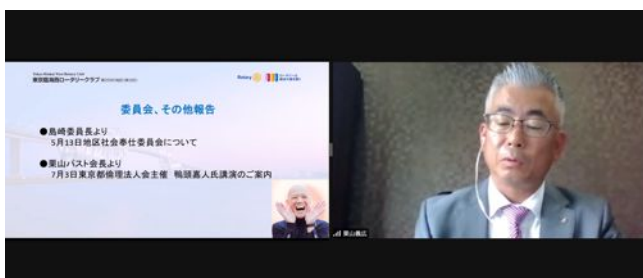 東京臨海西ロータリークラブ
Rotary
委員会、その他報告
●島崎委員長より
5月13日地区社会奉仕委員会について
●栗山パスト会長より
7月3日東京都倫理法人会主催 鴨頭嘉人氏講演のご案内
栗山義広